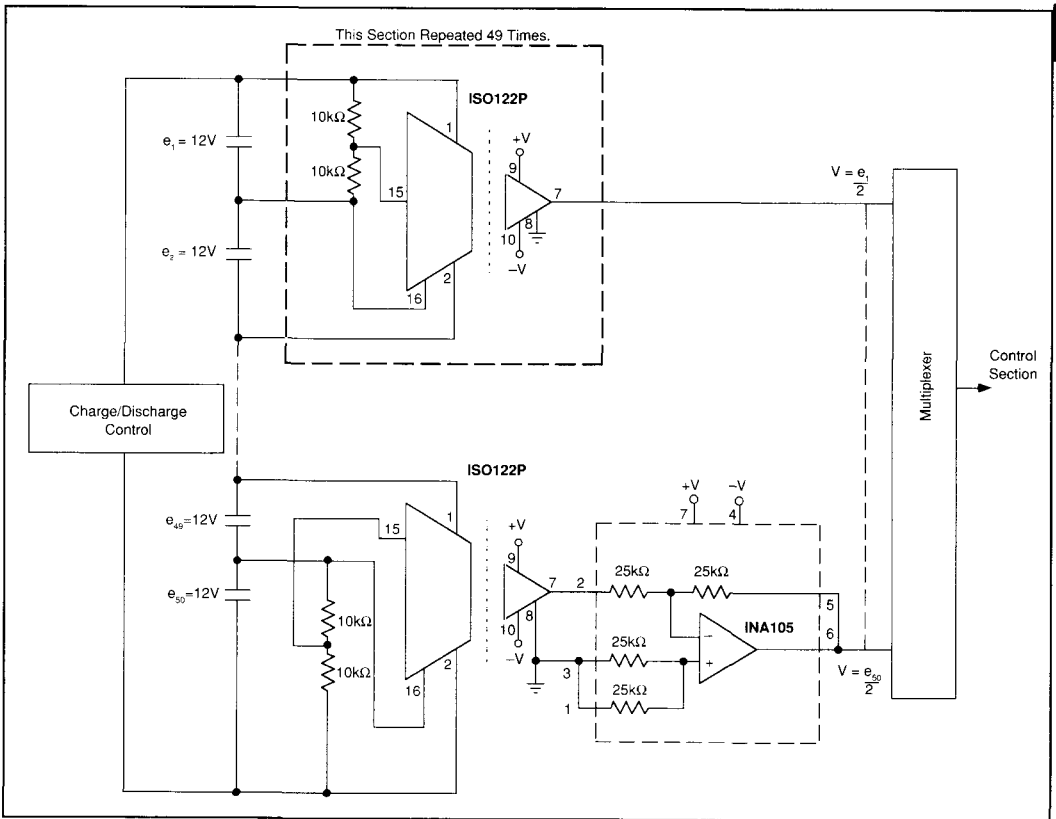 This Section Repeated 49 Times.
ISO122P
10kΩ
10kΩ
1
15
16
2
+V
9
7
8
10
–V
e₁ = 12V
e₂ = 12V
V = e₁
2
Multiplexer
Control
Section
Charge/Discharge
Control
ISO122P
e₄₉=12V
e₅₀=12V
10kΩ
10kΩ
1
15
16
2
+V
9
7
8
10
–V
2
3
1
+V
7
–V
4
25kΩ
25kΩ
25kΩ
25kΩ
–
+
INA105
5
6
V = e₅₀
2